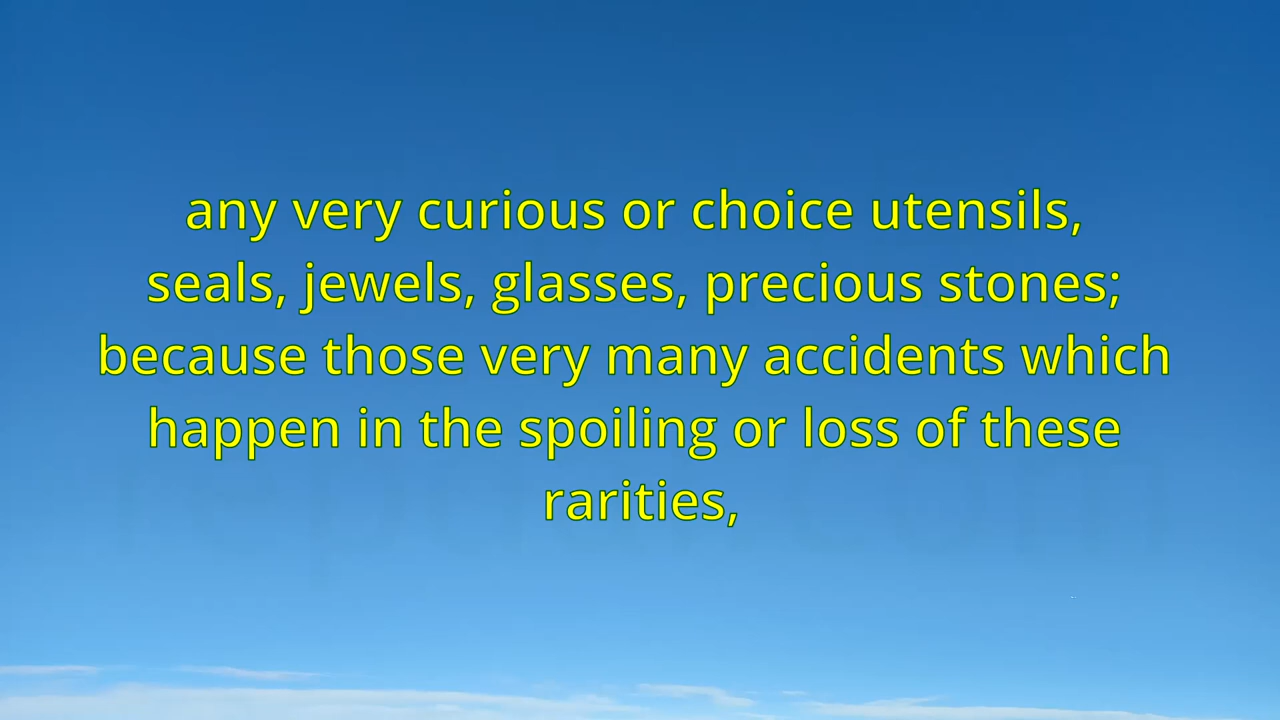 any very curious or choice utensils,
seals, jewels, glasses, precious stones;
because those very many accidents which
happen in the spoiling or loss of these
rarities,